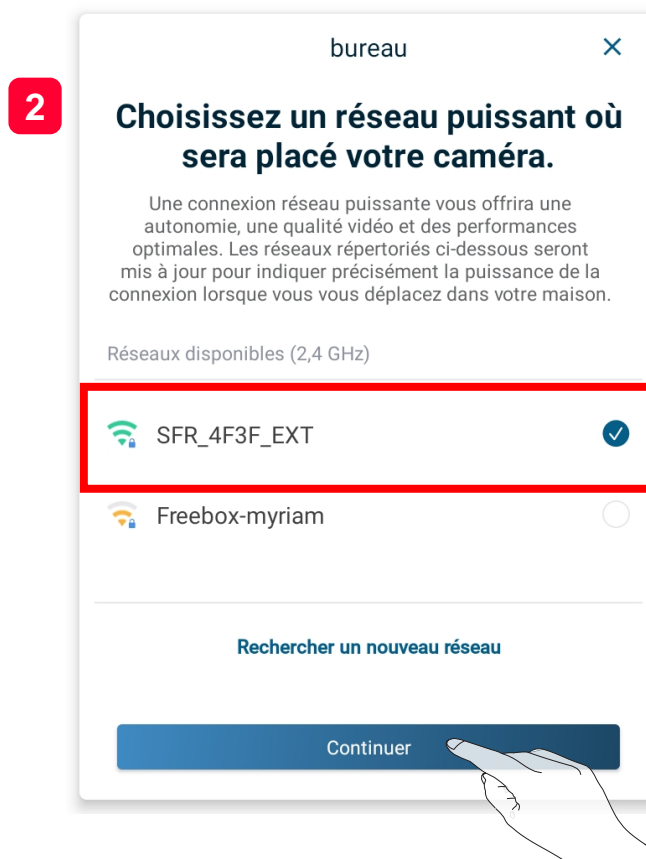 bureau
2
Choisissez un réseau puissant où
sera placé votre caméra.
Une connexion réseau puissante vous offrira une
autonomie, une qualité vidéo et des performances
optimales. Les réseaux répertoriés ci-dessous seront
mis à jour pour indiquer précisément la puissance de la
connexion lorsque vous vous déplacez dans votre maison.
Réseaux disponibles (2,4 GHz)
SFR_4F3F_EXT
Freebox-myriam
Rechercher un nouveau réseau
Continuer